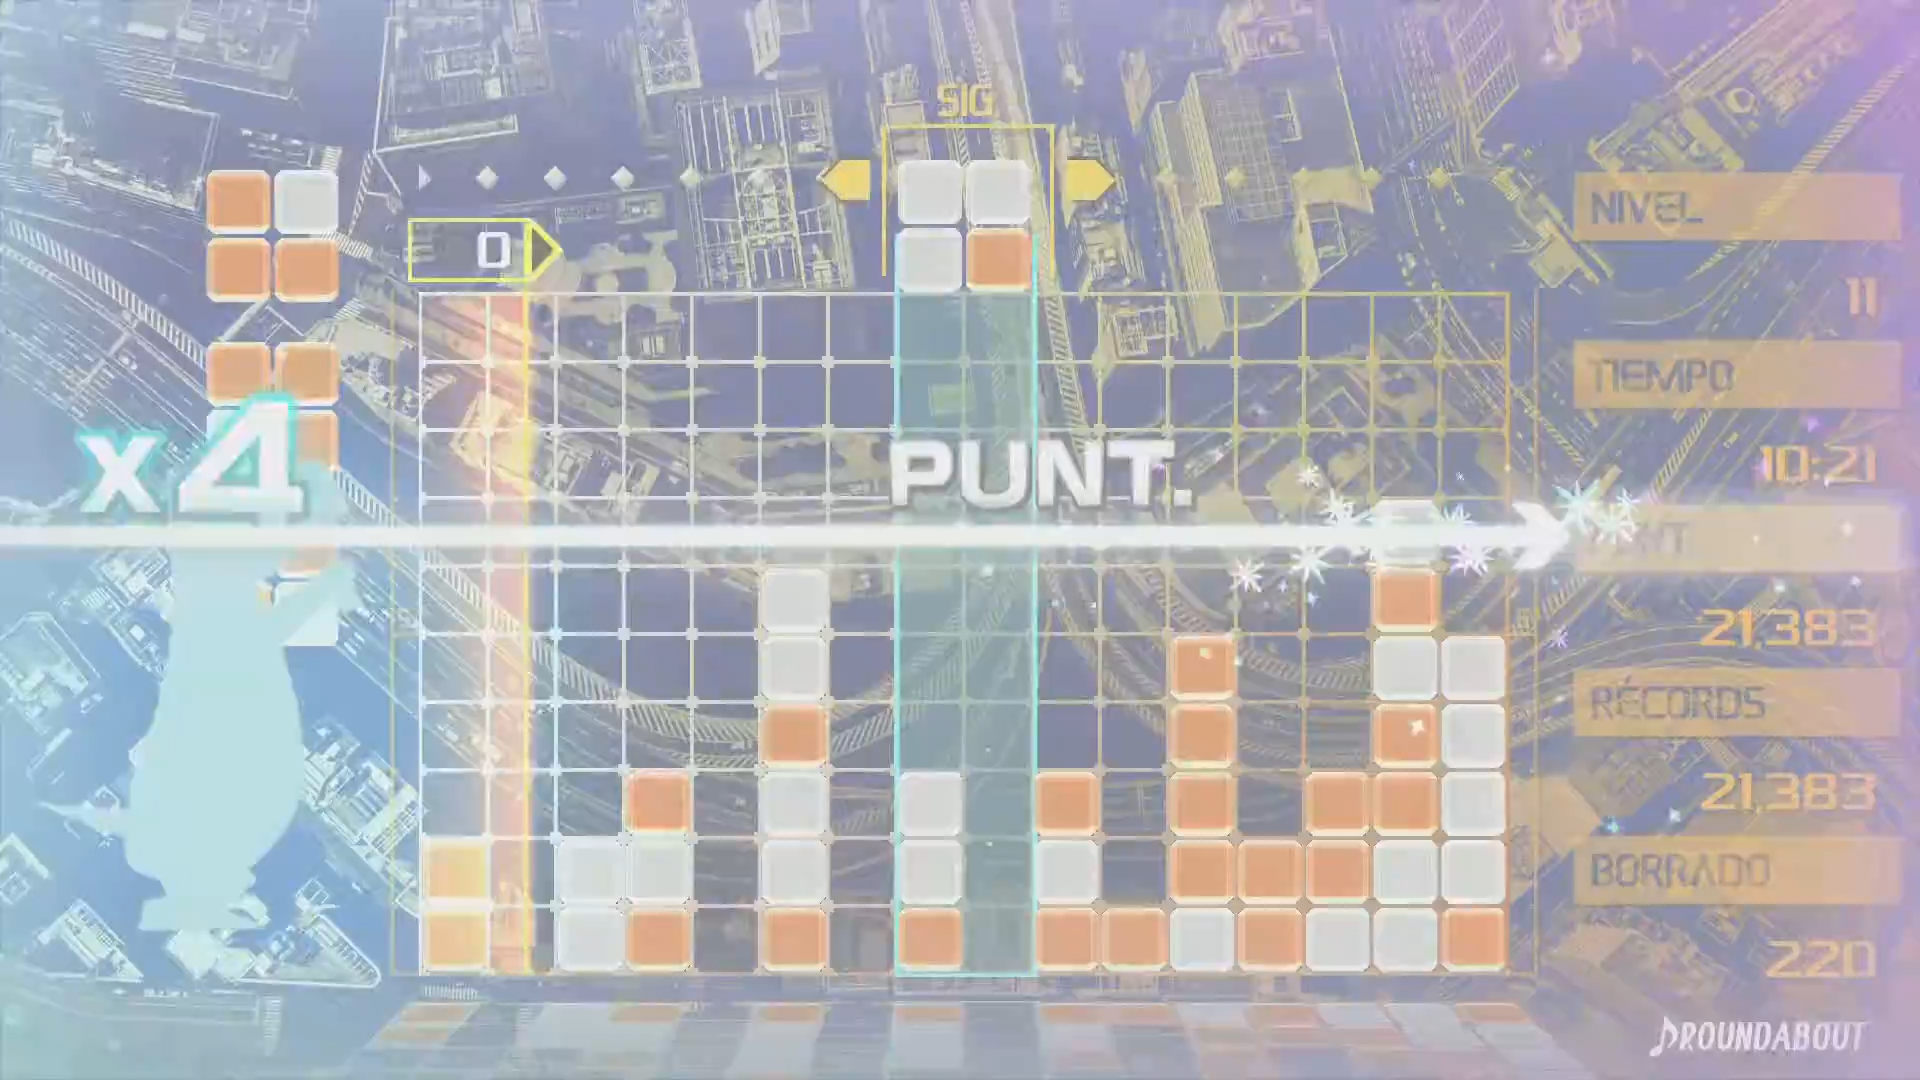 SIG
0
x4
PUNT.
NIVEL
11
TIEMPO
10:21
21,383
RÉCORDS
21,383
BORRADO
220
ROUNDABOUT